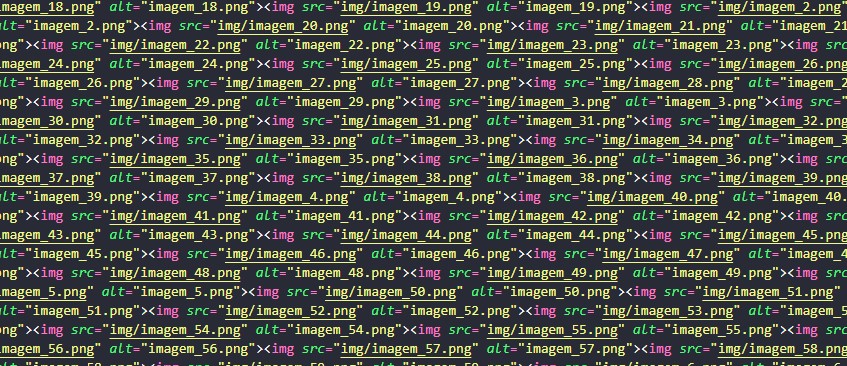 imagem_18.png" alt="imagem_18.png"><img src="img/imagem_19.png" alt="imagem_19.png"><img src="img/imagem_2.png"
alt="imagem_2.png"><img src="img/imagem_20.png" alt="imagem_20.png"><img src="img/imagem_21.png" alt="imagem_21
png"><img src="img/imagem_22.png" alt="imagem_22.png"><img src="img/imagem_23.png" alt="imagem_23.png"><img src=
imagem_24.png" alt="imagem_24.png"><img src="img/imagem_25.png" alt="imagem_25.png"><img src="img/imagem_26.png
alt="imagem_26.png"><img src="img/imagem_27.png" alt="imagem_27.png"><img src="img/imagem_28.png" alt="imagem_2
png"><img src="img/imagem_29.png" alt="imagem_29.png"><img src="img/imagem_3.png" alt="imagem_3.png"><img src="
imagem_30.png" alt="imagem_30.png"><img src="img/imagem_31.png" alt="imagem_31.png"><img src="img/imagem_32.png
alt="imagem_32.png"><img src="img/imagem_33.png" alt="imagem_33.png"><img src="img/imagem_34.png" alt="imagem_3
png"><img src="img/imagem_35.png" alt="imagem_35.png"><img src="img/imagem_36.png" alt="imagem_36.png"><img src=
imagem_37.png" alt="imagem_37.png"><img src="img/imagem_38.png" alt="imagem_38.png"><img src="img/imagem_39.png
alt="imagem_39.png"><img src="img/imagem_4.png" alt="imagem_4.png"><img src="img/imagem_40.png" alt="imagem_40.
png"><img src="img/imagem_41.png" alt="imagem_41.png"><img src="img/imagem_42.png" alt="imagem_42.png"><img src=
imagem_43.png" alt="imagem_43.png"><img src="img/imagem_44.png" alt="imagem_44.png"><img src="img/imagem_45.png
alt="imagem_45.png"><img src="img/imagem_46.png" alt="imagem_46.png"><img src="img/imagem_47.png" alt="imagem_4
png"><img src="img/imagem_48.png" alt="imagem_48.png"><img src="img/imagem_49.png" alt="imagem_49.png"><img src=
imagem_5.png" alt="imagem_5.png"><img src="img/imagem_50.png" alt="imagem_50.png"><img src="img/imagem_51.png"
alt="imagem_51.png"><img src="img/imagem_52.png" alt="imagem_52.png"><img src="img/imagem_53.png" alt="imagem_5
png"><img src="img/imagem_54.png" alt="imagem_54.png"><img src="img/imagem_55.png" alt="imagem_55.png"><img src=
imagem_56.png" alt="imagem_56.png"><img src="img/imagem_57.png" alt="imagem_57.png"><img src="img/imagem_58.png